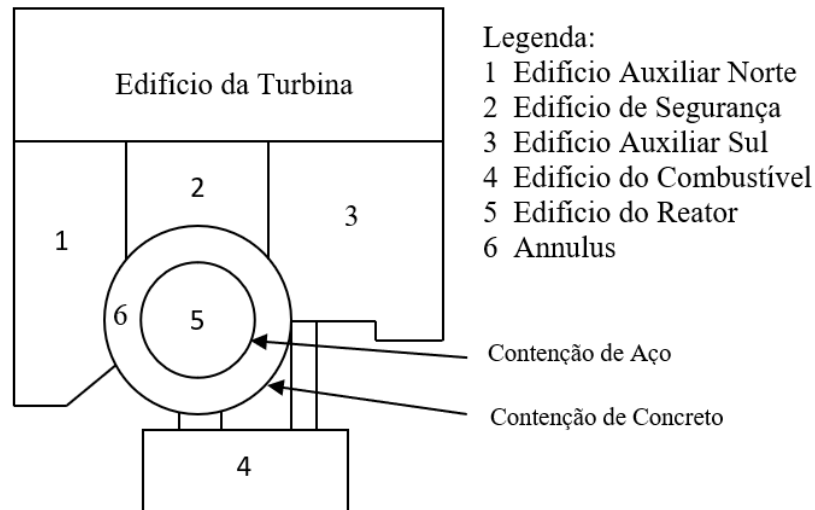 Edifício da Turbina
Legenda:
1 Edifício Auxiliar Norte
2 Edifício de Segurança
3 Edifício Auxiliar Sul
4 Edifício do Combustível
5 Edifício do Reator
6 Annulus
2
3
1
6
5
Contenção de Aço
Contenção de Concreto
4